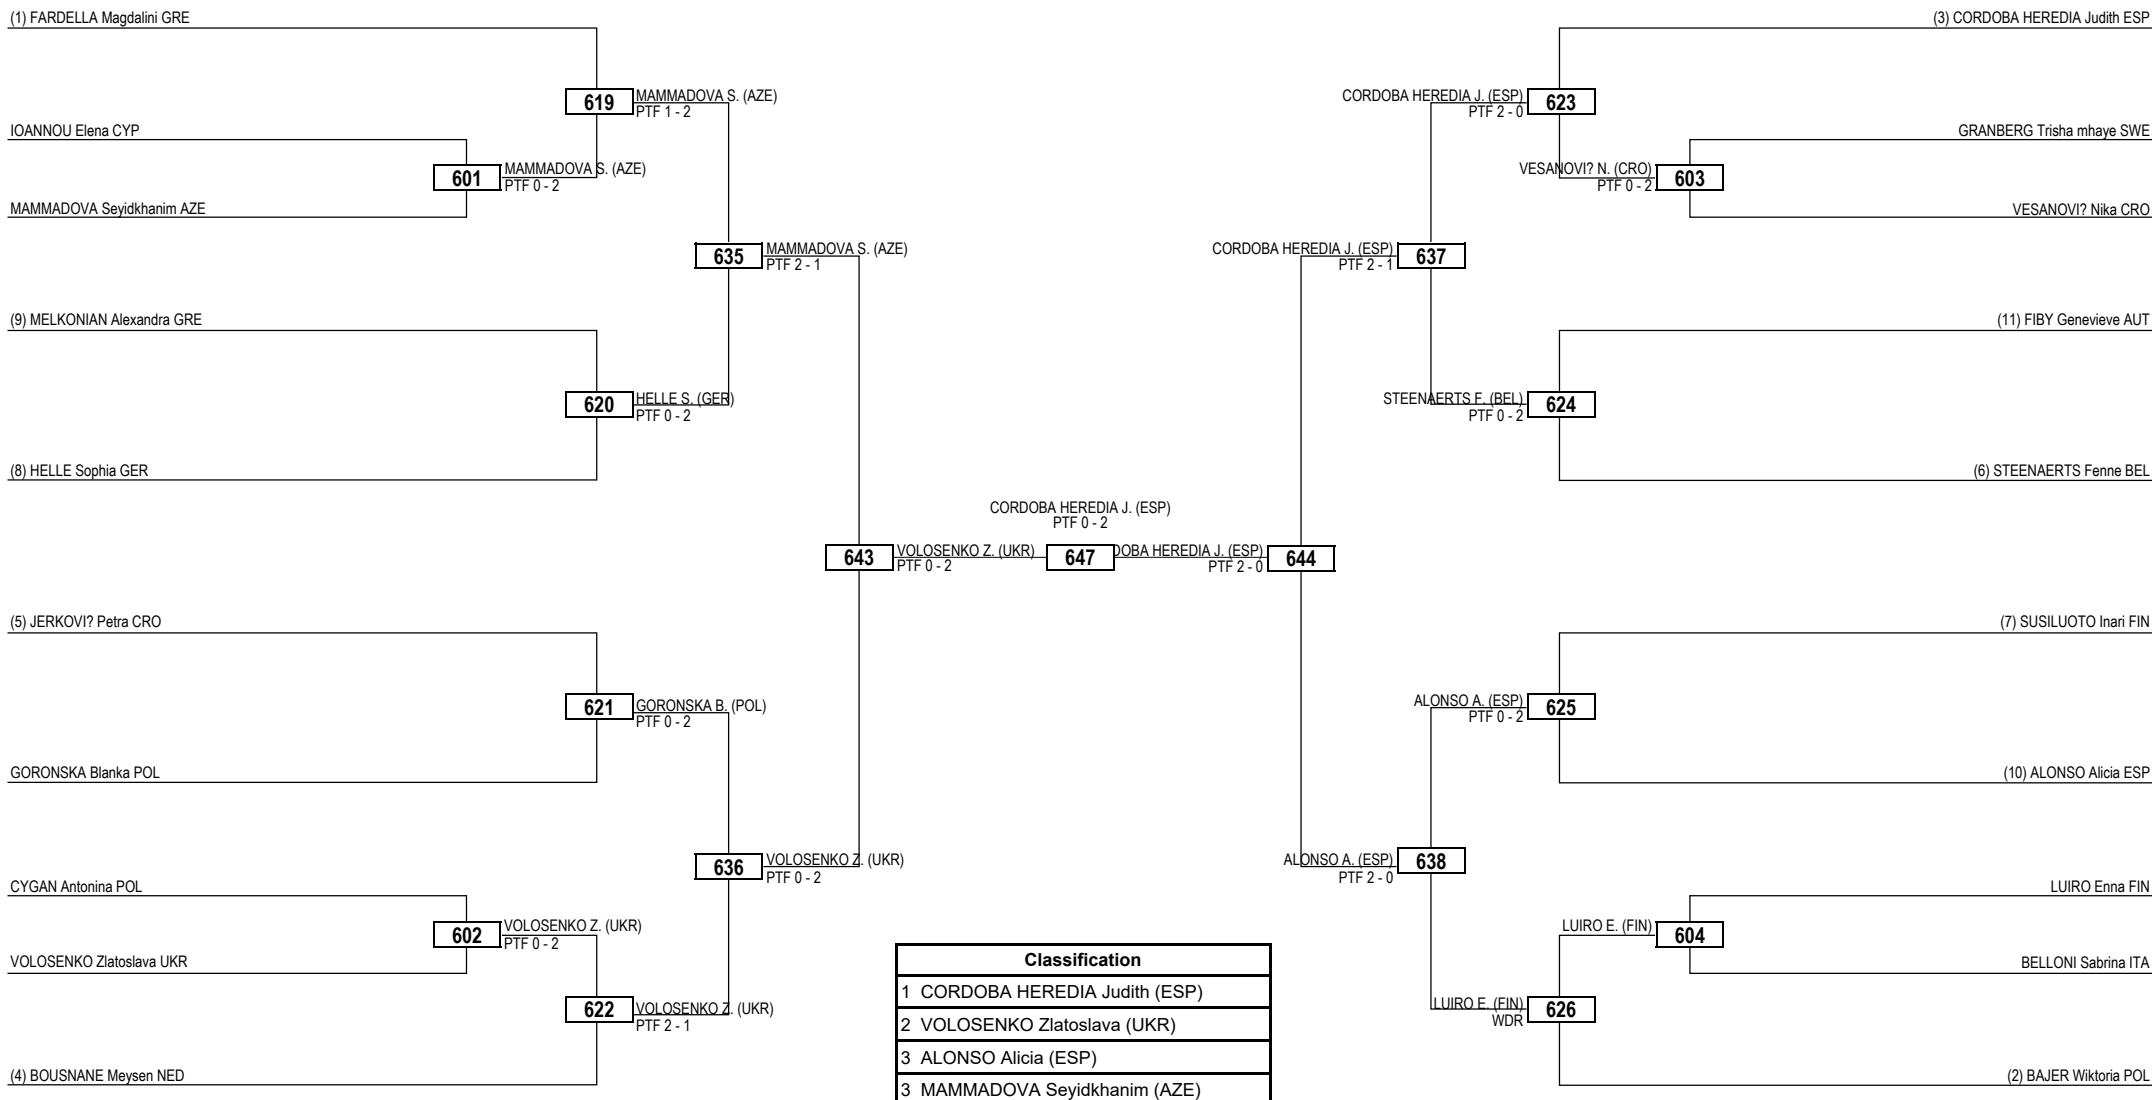 (1) FARDELLA Magdalini GRE
(3) CORDOBA HEREDIA Judith ESP
619
MAMMADOVA S. (AZE)
PTF 1 - 2
CORDOBA HEREDIA J. (ESP)
PTF 2 - 0
623
IOANNOU Elena CYP
GRANBERG Trisha mhaye SWE
601
MAMMADOVA S. (AZE)
PTF 0 - 2
VESANOVI? N. (CRO)
PTF 0 - 2
603
MAMMADOVA Seyidkhanim AZE
VESANOVI? Nika CRO
635
MAMMADOVA S. (AZE)
PTF 2 - 1
CORDOBA HEREDIA J. (ESP)
PTF 2 - 1
637
(9) MELKONIAN Alexandra GRE
(11) FIBY Genevieve AUT
620
HELLE S. (GER)
PTF 0 - 2
STEENAERTS F. (BEL)
PTF 0 - 2
624
(8) HELLE Sophia GER
(6) STEENAERTS Fenne BEL
CORDOBA HEREDIA J. (ESP)
PTF 0 - 2
643
VOLOSENKO Z. (UKR)
PTF 0 - 2
647
DOBA HEREDIA J. (ESP)
PTF 2 - 0
644
(5) JERKOVI? Petra CRO
(7) SUSILUOTO Inari FIN
621
GORONSKA B. (POL)
PTF 0 - 2
ALONSO A. (ESP)
PTF 0 - 2
625
GORONSKA Blanka POL
(10) ALONSO Alicia ESP
636
VOLOSENKO Z. (UKR)
PTF 0 - 2
ALONSO A. (ESP)
PTF 2 - 0
638
CYGAN Antonina POL
LUIRO Enna FIN
602
VOLOSENKO Z. (UKR)
PTF 0 - 2
LUIRO E. (FIN)
604
VOLOSENKO Zlatoslava UKR
BELLONI Sabrina ITA
622
VOLOSENKO Z. (UKR)
PTF 2 - 1
LUIRO E. (FIN)
WDR
626
(4) BOUSNANE Meysen NED
(2) BAJER Wiktoria POL
Classification
1 CORDOBA HEREDIA Judith (ESP)
2 VOLOSENKO Zlatoslava (UKR)
3 ALONSO Alicia (ESP)
3 MAMMADOVA Seyidkhanim (AZE)